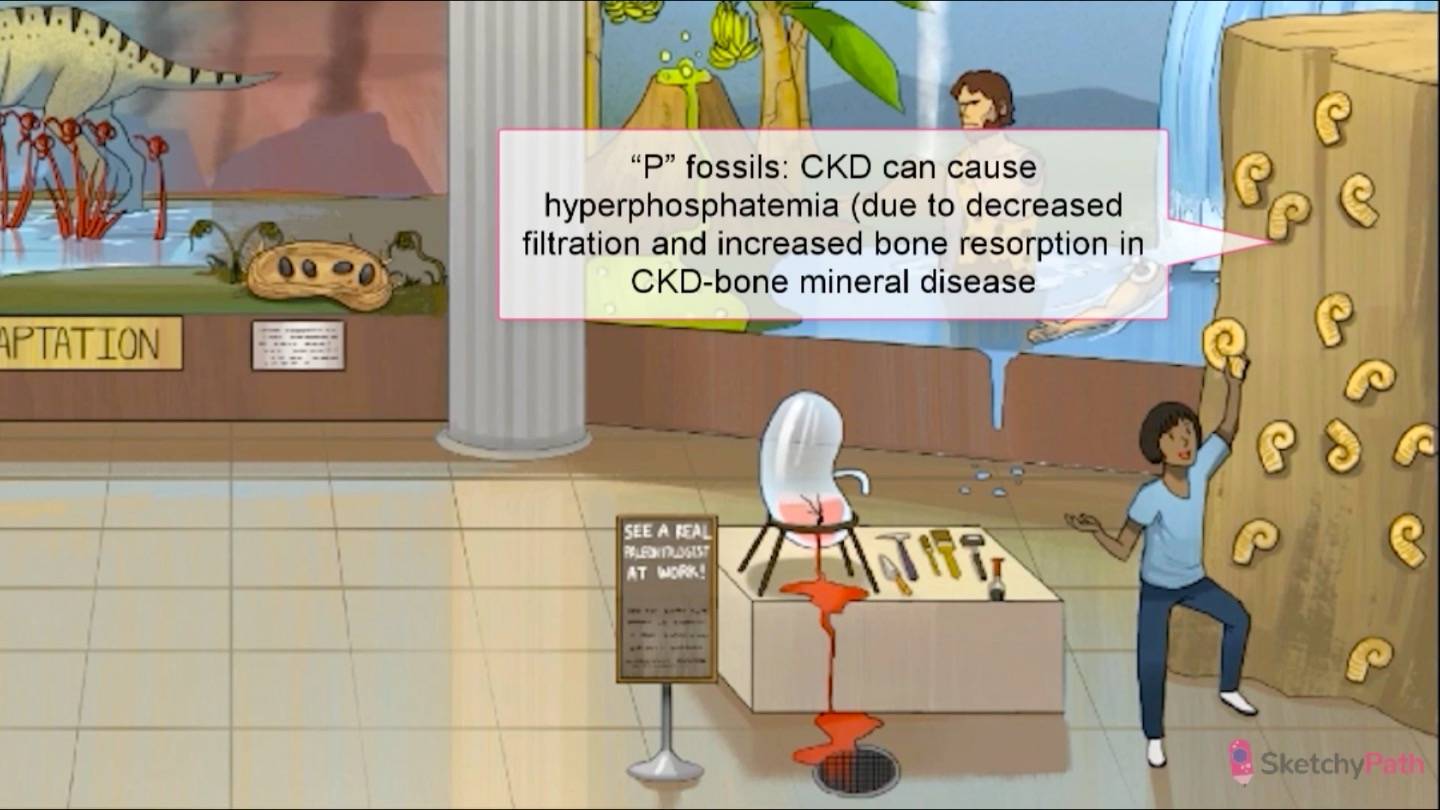 “P” fossils: CKD can cause
hyperphosphatemia (due to decreased
filtration and increased bone resorption in
CKD-bone mineral disease
APTATION
SEE A REAL
PALEONTOLOGIST
AT WORK!
SketchyPath